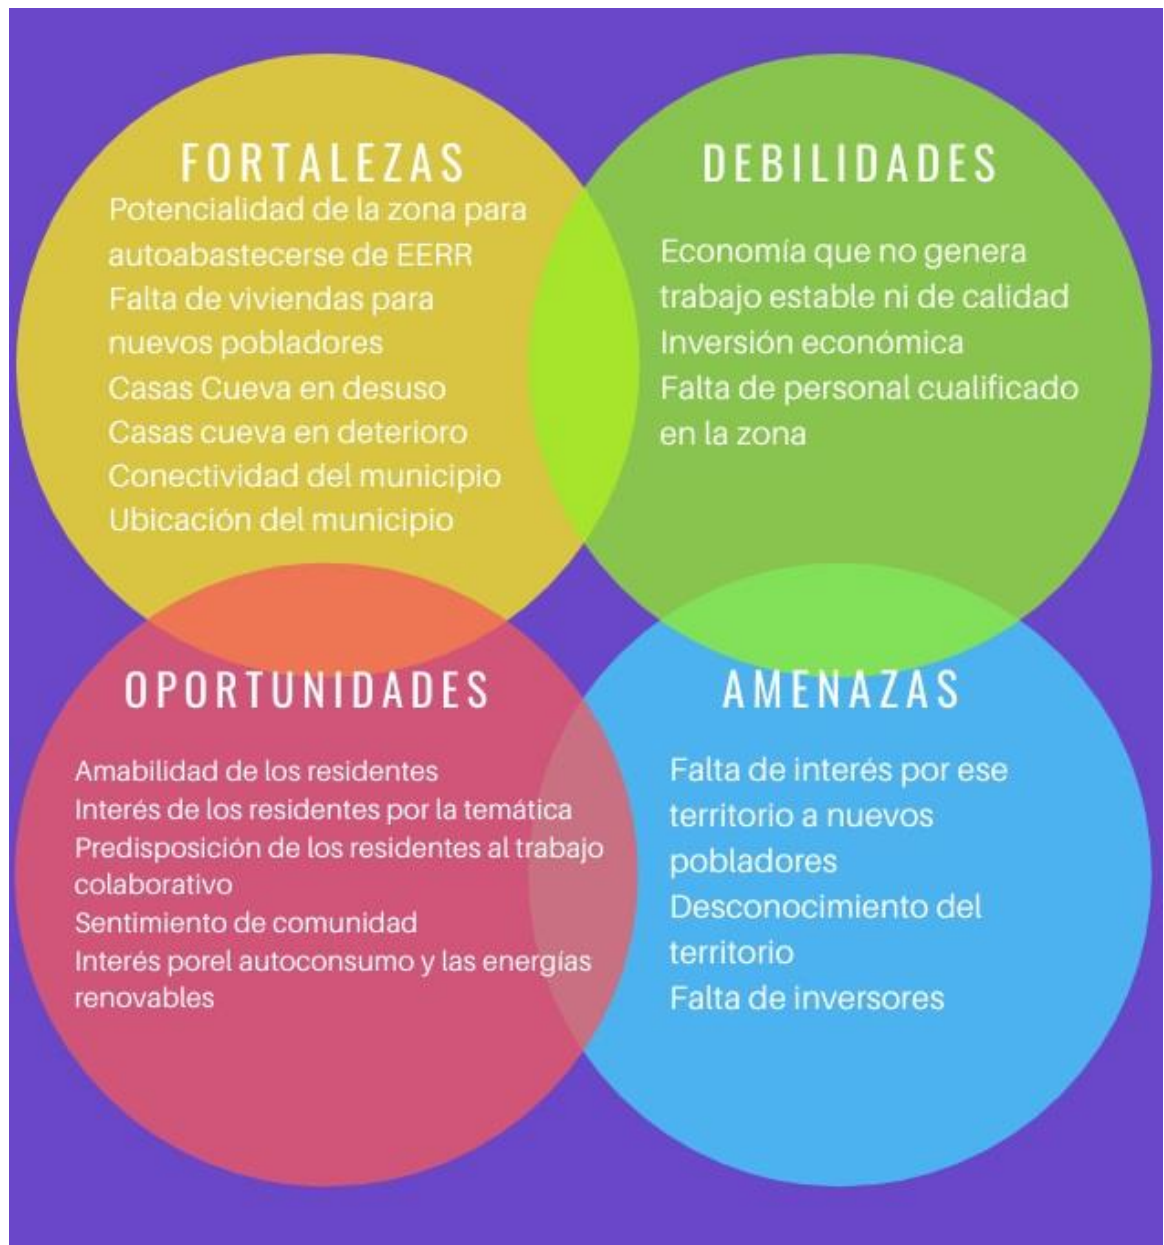 FORTALEZAS
Potencialidad de la zona para
autoabastecerse de EERR
Falta de viviendas para
nuevos pobladores
Casas Cueva en desuso
Casas cueva en deterioro
Conectividad del municipio
Ubicación del municipio
DEBILIDADES
Economía que no genera
trabajo estable ni de calidad
Inversión económica
Falta de personal cualificado
en la zona
OPORTUNIDADES
Amabilidad de los residentes
Interés de los residentes por la temática
Predisposición de los residentes al trabajo
colaborativo
Sentimiento de comunidad
Interés porel autoconsumo y las energías
renovables
AMENAZAS
Falta de interés por ese
territorio a nuevos
pobladores
Desconocimiento del
territorio
Falta de inversores